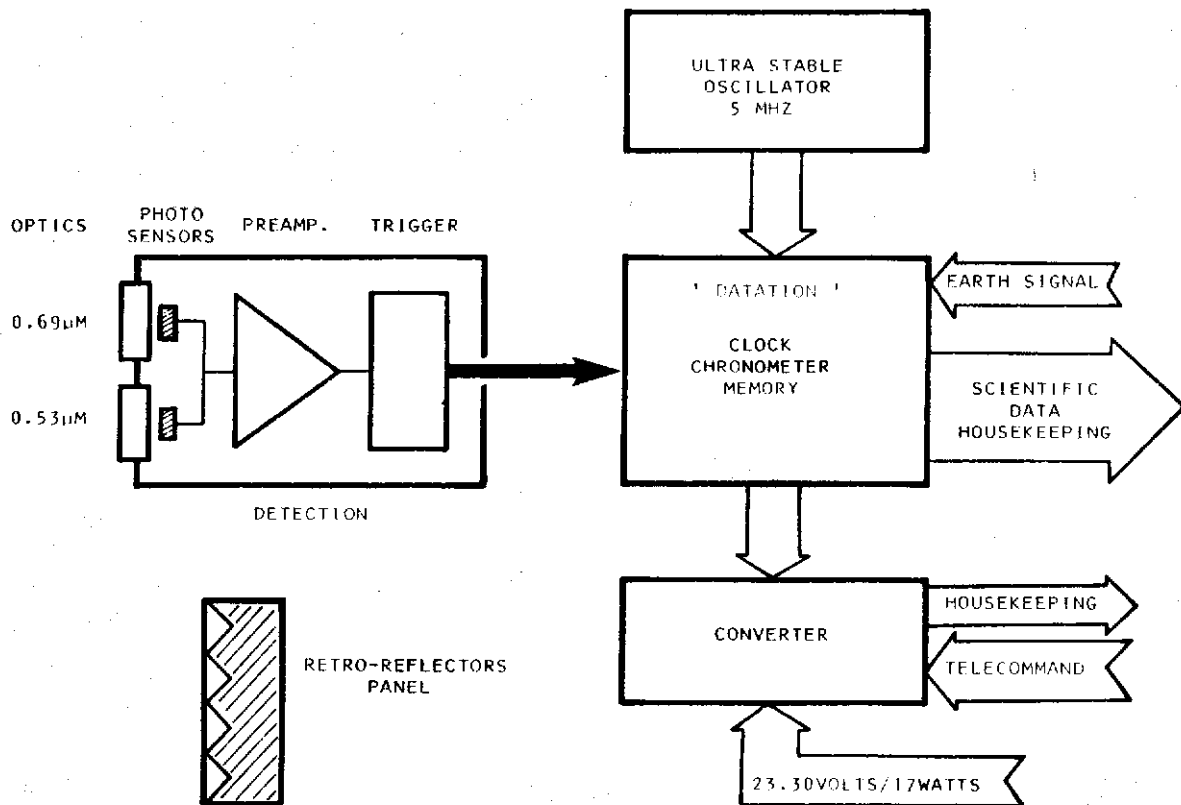 ULTRA STABLE
OSCILLATOR
5 MHZ
OPTICS
PHOTO
SENSORS
PREAMP.
TRIGGER
0.69µM
0.53µM
DETECTION
' DATATION '
CLOCK
CHRONOMETER
MEMORY
EARTH SIGNAL
SCIENTIFIC
DATA
HOUSEKEEPING
RETRO-REFLECTORS
PANEL
CONVERTER
HOUSEKEEPING
TELECOMMAND
23.30VOLTS/17WATTS